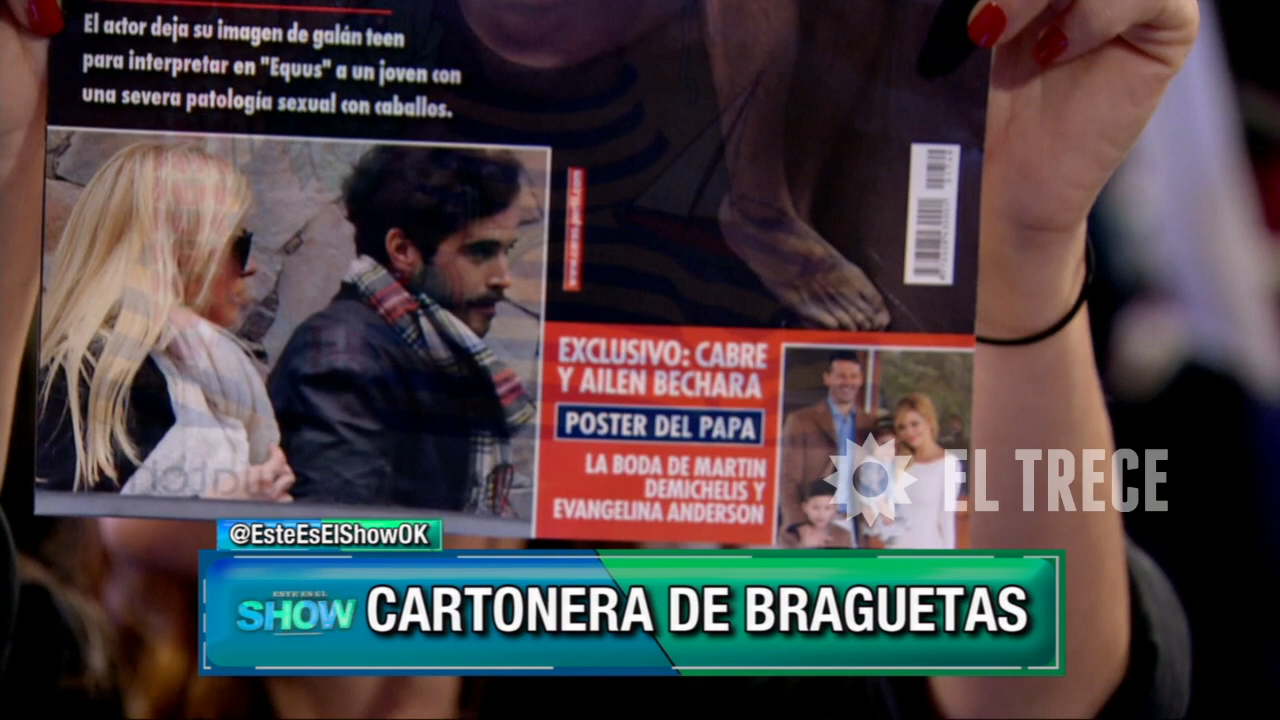 El actor deja su imagen de galán teen
para interpretar en "Equus" a un joven con
una severa patología sexual con caballos.
EXCLUSIVO: CABRE
Y AILEN BECHARA
POSTER DEL PAPA
LA BODA DE MARTIN
DEMICHELIS Y
EVANGELINA ANDERSON
EL TRECE
@EsteEsElShowOK
ESTE ES EL
SHOW
CARTONERA DE BRAGUETAS